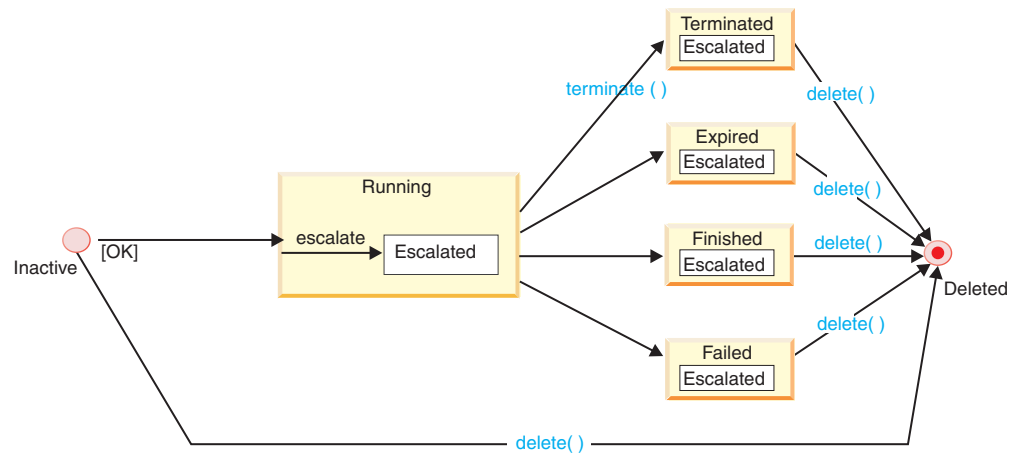 Terminated
Escalated
terminate ( )
delete( )
Expired
Escalated
delete( )
Running
escalate
Escalated
[OK]
Inactive
Finished
Escalated
delete( )
Deleted
delete( )
Failed
Escalated
delete( )